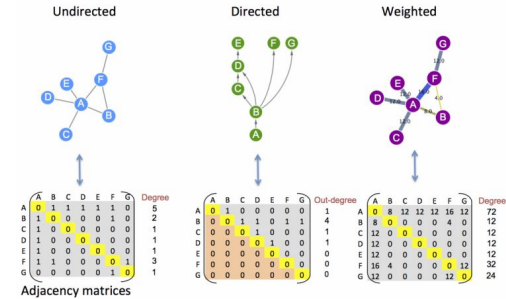 Undirected
Directed
Weighted
G
E
F
G
G
12.0
E
F
D
E
F
D
C
D
4.0
A
A
B
B
8.0
B
C
A
C
12.0
A B C D E F G Degree
A 0 1 1 1 1 1 0 5
B 1 0 0 0 0 1 0 2
C 1 0 0 0 0 0 0 1
D 1 0 0 0 0 0 0 1
E 1 0 0 0 0 0 0 1
F 1 1 0 0 0 0 1 3
G 0 0 0 0 0 1 0 1
A B C D E F G Out-degree
A 0 1 0 0 0 0 0 1
B 0 0 1 1 0 1 1 4
C 0 0 0 1 0 0 0 1
D 0 0 0 0 1 0 0 1
E 0 0 0 0 0 0 0 0
F 0 0 0 0 0 0 0 0
G 0 0 0 0 0 0 0 0
A B C D E F G Degree
A 0 8 12 12 12 16 12 72
B 8 0 0 0 0 4 0 12
C 12 0 0 0 0 0 0 12
D 12 0 0 0 0 0 0 12
E 12 0 0 0 0 0 0 12
F 16 4 0 0 0 0 12 32
G 12 0 0 0 0 12 0 24
Adjacency matrices